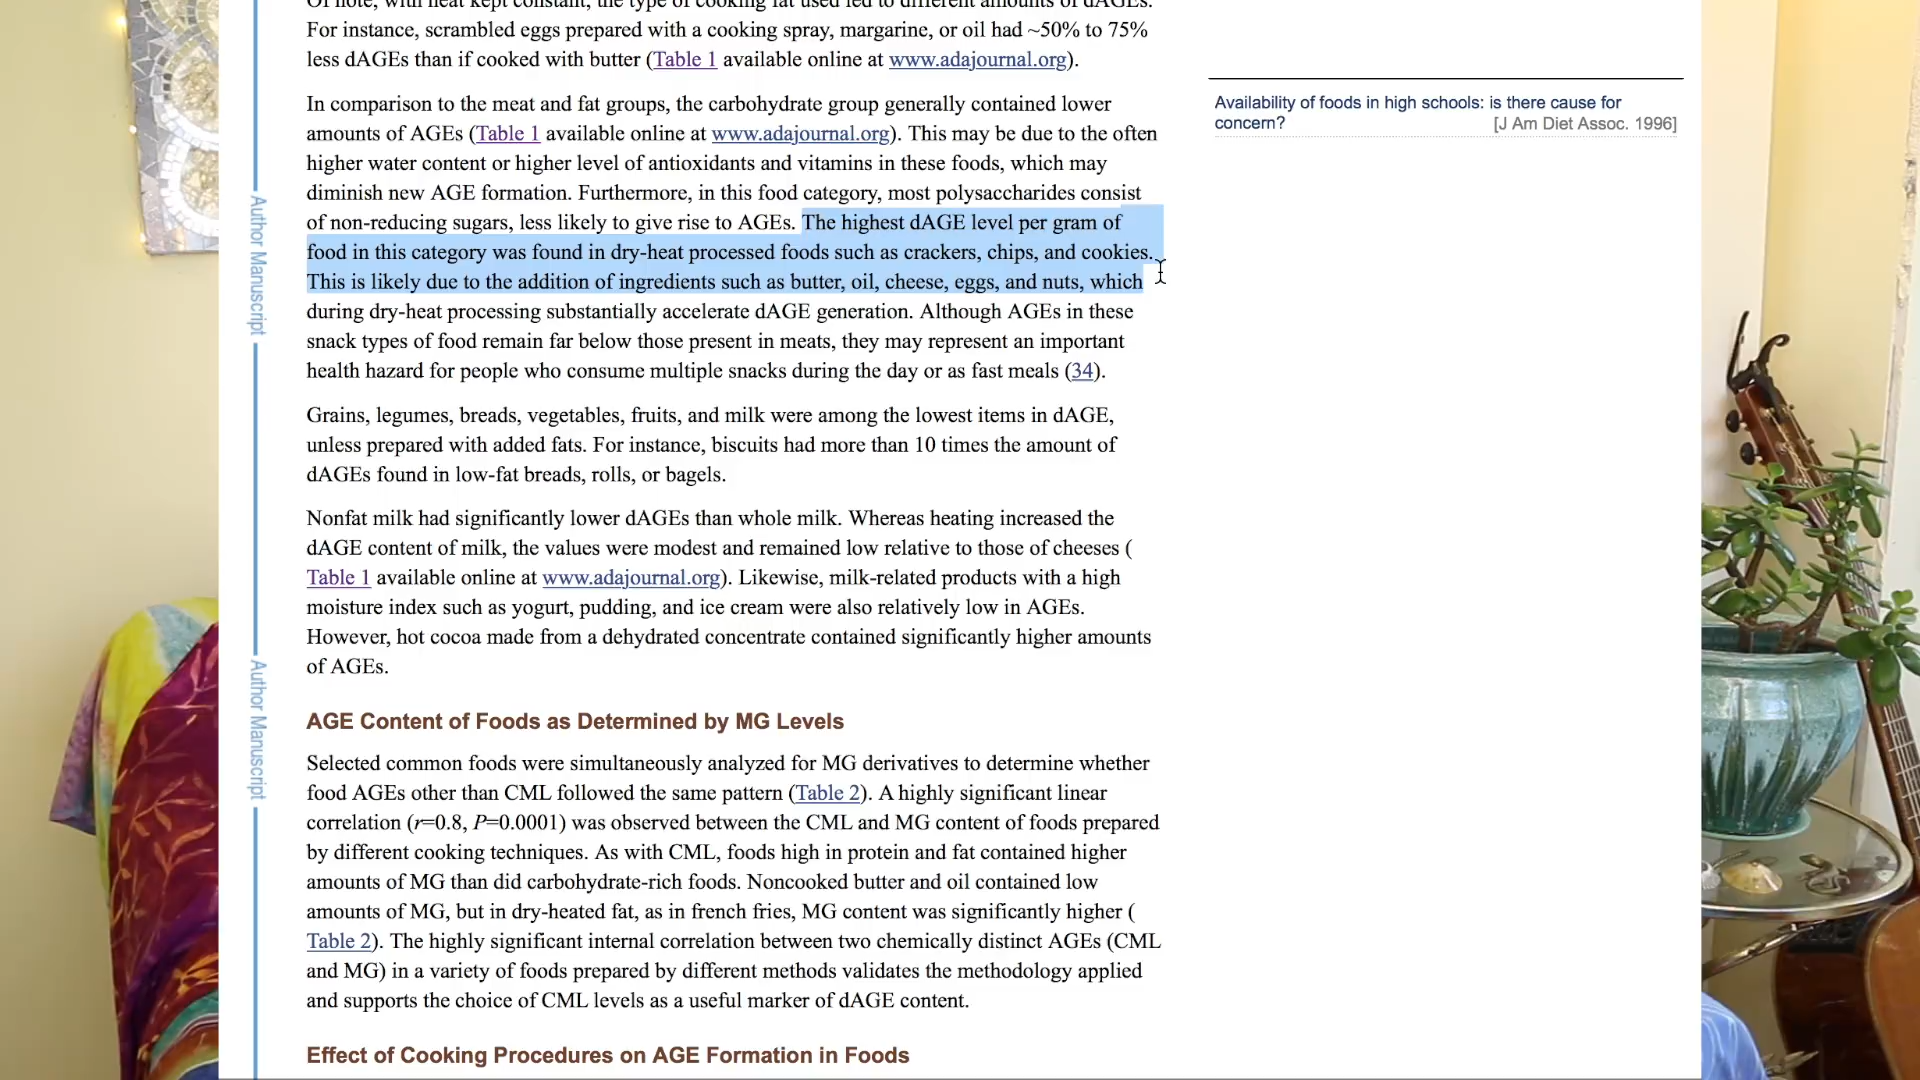 Of note, with heat kept constant, the type of cooking fat used led to different amounts of dAGEs.
For instance, scrambled eggs prepared with a cooking spray, margarine, or oil had ~50% to 75%
less dAGEs than if cooked with butter (Table 1 available online at www.adajournal.org).
In comparison to the meat and fat groups, the carbohydrate group generally contained lower
amounts of AGEs (Table 1 available online at www.adajournal.org). This may be due to the often
higher water content or higher level of antioxidants and vitamins in these foods, which may
diminish new AGE formation. Furthermore, in this food category, most polysaccharides consist
of non-reducing sugars, less likely to give rise to AGEs. The highest dAGE level per gram of
food in this category was found in dry-heat processed foods such as crackers, chips, and cookies.
This is likely due to the addition of ingredients such as butter, oil, cheese, eggs, and nuts, which
during dry-heat processing substantially accelerate dAGE generation. Although AGEs in these
snack types of food remain far below those present in meats, they may represent an important
health hazard for people who consume multiple snacks during the day or as fast meals (34).
Grains, legumes, breads, vegetables, fruits, and milk were among the lowest items in dAGE,
unless prepared with added fats. For instance, biscuits had more than 10 times the amount of
dAGEs found in low-fat breads, rolls, or bagels.
Nonfat milk had significantly lower dAGEs than whole milk. Whereas heating increased the
dAGE content of milk, the values were modest and remained low relative to those of cheeses (
Table 1 available online at www.adajournal.org). Likewise, milk-related products with a high
moisture index such as yogurt, pudding, and ice cream were also relatively low in AGEs.
However, hot cocoa made from a dehydrated concentrate contained significantly higher amounts
of AGEs.
AGE Content of Foods as Determined by MG Levels
Selected common foods were simultaneously analyzed for MG derivatives to determine whether
food AGEs other than CML followed the same pattern (Table 2). A highly significant linear
correlation (r=0.8, P=0.0001) was observed between the CML and MG content of foods prepared
by different cooking techniques. As with CML, foods high in protein and fat contained higher
amounts of MG than did carbohydrate-rich foods. Noncooked butter and oil contained low
amounts of MG, but in dry-heated fat, as in french fries, MG content was significantly higher (
Table 2). The highly significant internal correlation between two chemically distinct AGEs (CML
and MG) in a variety of foods prepared by different methods validates the methodology applied
and supports the choice of CML levels as a useful marker of dAGE content.
Effect of Cooking Procedures on AGE Formation in Foods
Availability of foods in high schools: is there cause for
concern? [J Am Diet Assoc. 1996]
Author Manuscript
Author Manuscript